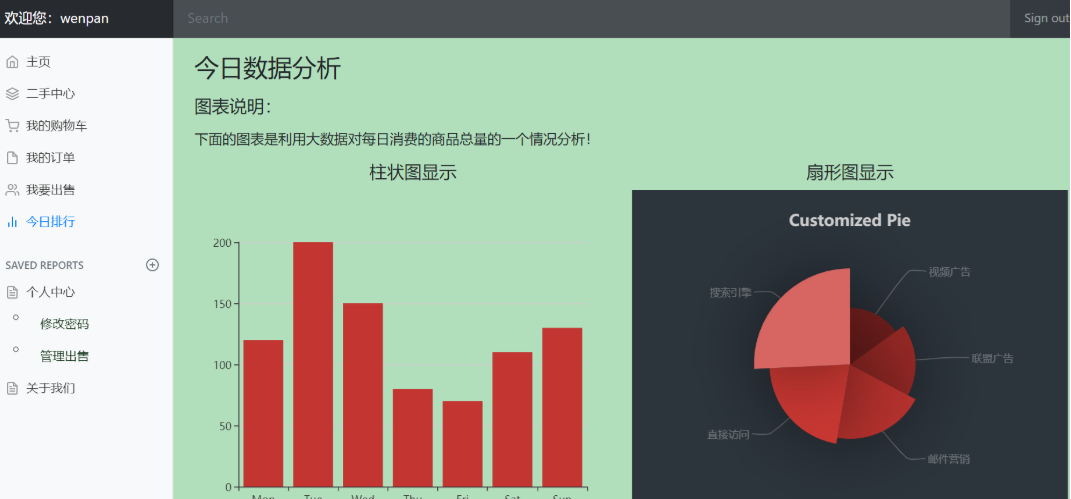 欢迎您：wenpan
Search
Sign out
主页
二手中心
我的购物车
我的订单
我要出售
今日排行
SAVED REPORTS
个人中心
修改密码
管理出售
关于我们
今日数据分析
图表说明：
下面的图表是利用大数据对每日消费的商品总量的一个情况分析！
柱状图显示
200
150
100
50
0
Mon Tue Wed Thu Fri Sat Sun
扇形图显示
Customized Pie
视频广告
搜索引擎
联盟广告
直接访问
邮件营销